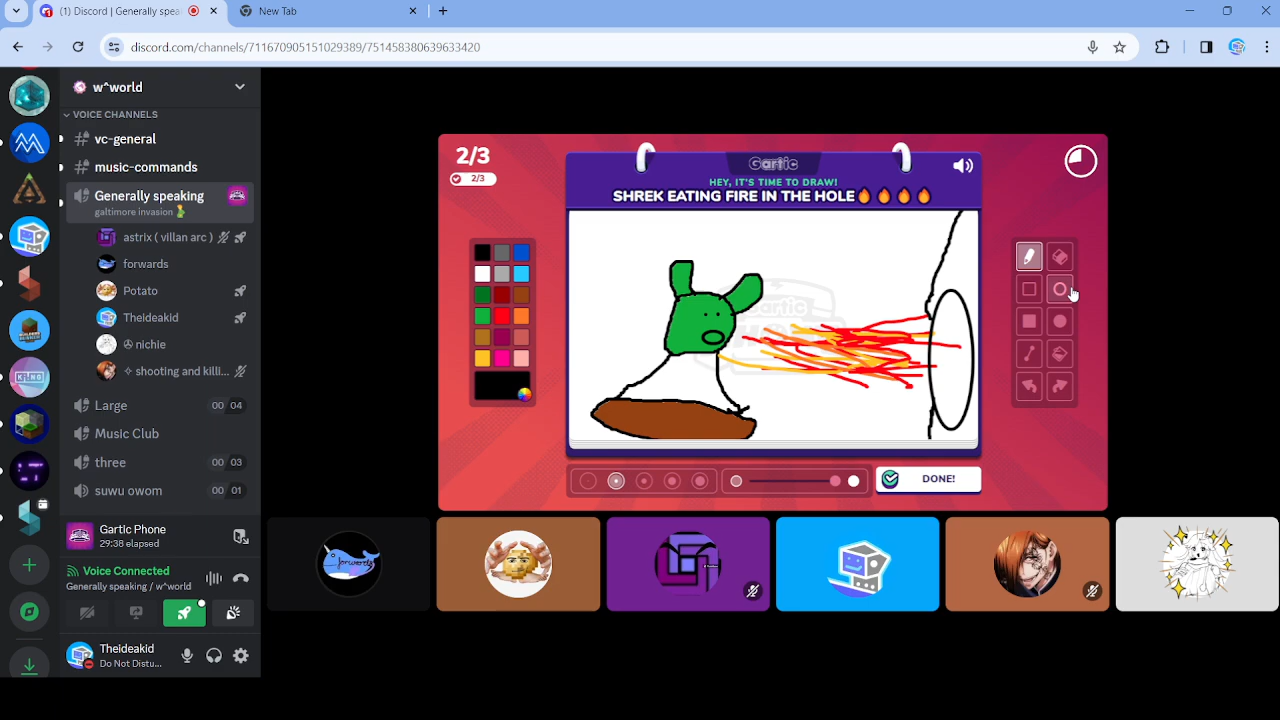 (1) Discord | Generally spea
New Tab
discord.com/channels/711670905151029389/751458380639633420
w^world
VOICE CHANNELS
vc-general
music-commands
Generally speaking
galtimore invasion
astrix ( villan arc )
forwards
Potato
Theideakid
nichie
shooting and killi...
Large
00 04
Music Club
three
00 03
suwu owom
00 01
Gartic Phone
29:38 elapsed
Voice Connected
Generally speaking / w^world
Theideakid
Do Not Distu...
2/3
2/3
Gartic
HEY, IT'S TIME TO DRAW!
SHREK EATING FIRE IN THE HOLE🔥🔥🔥🔥
Gartic
DONE!
forwards